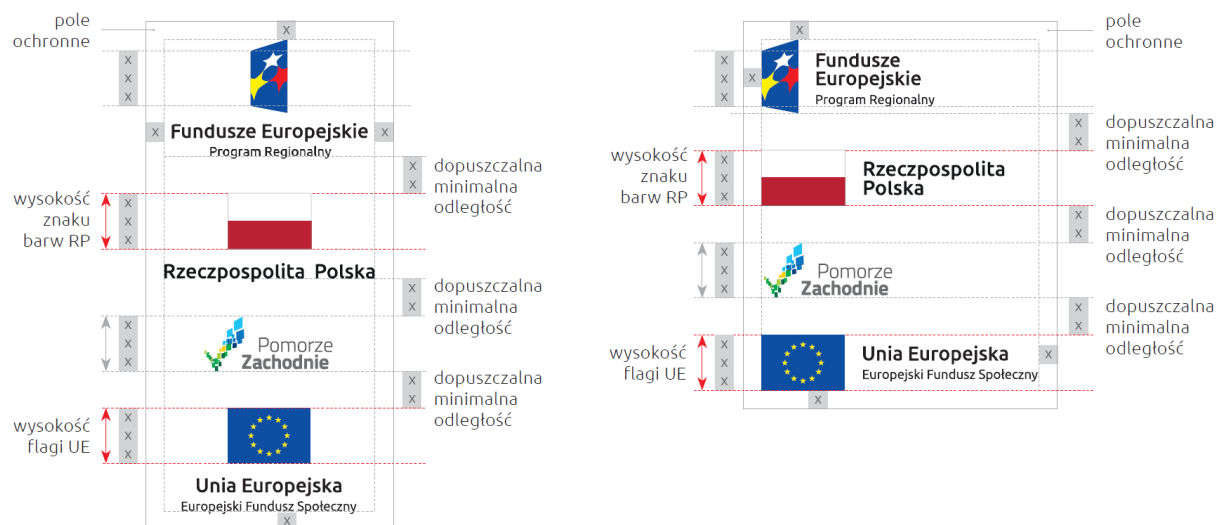 pole
ochronne
x
x
x
x
x
x
Fundusze Europejskie
Program Regionalny
x
x
dopuszczalna
minimalna
odległość
wysokość
znaku
barw RP
x
x
x
Rzeczpospolita Polska
x
x
dopuszczalna
minimalna
odległość
x
x
x
Pomorze
Zachodnie
x
x
dopuszczalna
minimalna
odległość
wysokość
flagi UE
x
x
x
Unia Europejska
Europejski Fundusz Społeczny
x
pole
ochronne
x
x
x
x
x
Fundusze
Europejskie
Program Regionalny
x
x
dopuszczalna
minimalna
odległość
wysokość
znaku
barw RP
x
x
x
Rzeczpospolita
Polska
x
x
dopuszczalna
minimalna
odległość
x
x
x
Pomorze
Zachodnie
x
x
dopuszczalna
minimalna
odległość
wysokość
flagi UE
x
x
x
Unia Europejska
Europejski Fundusz Społeczny
x
x